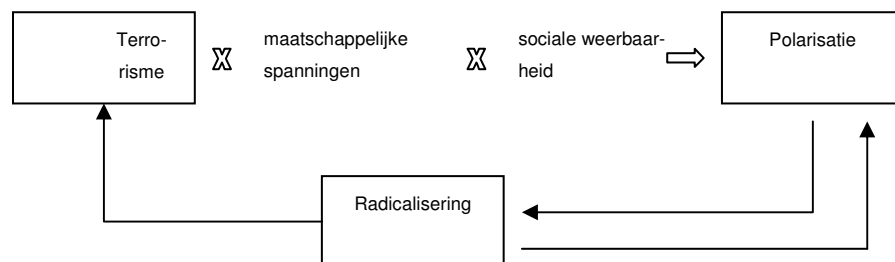 Terro-
risme
X
maatschappelijke
spanningen
X
sociale weerbaar-
heid
Polarisatie
Radicalisering